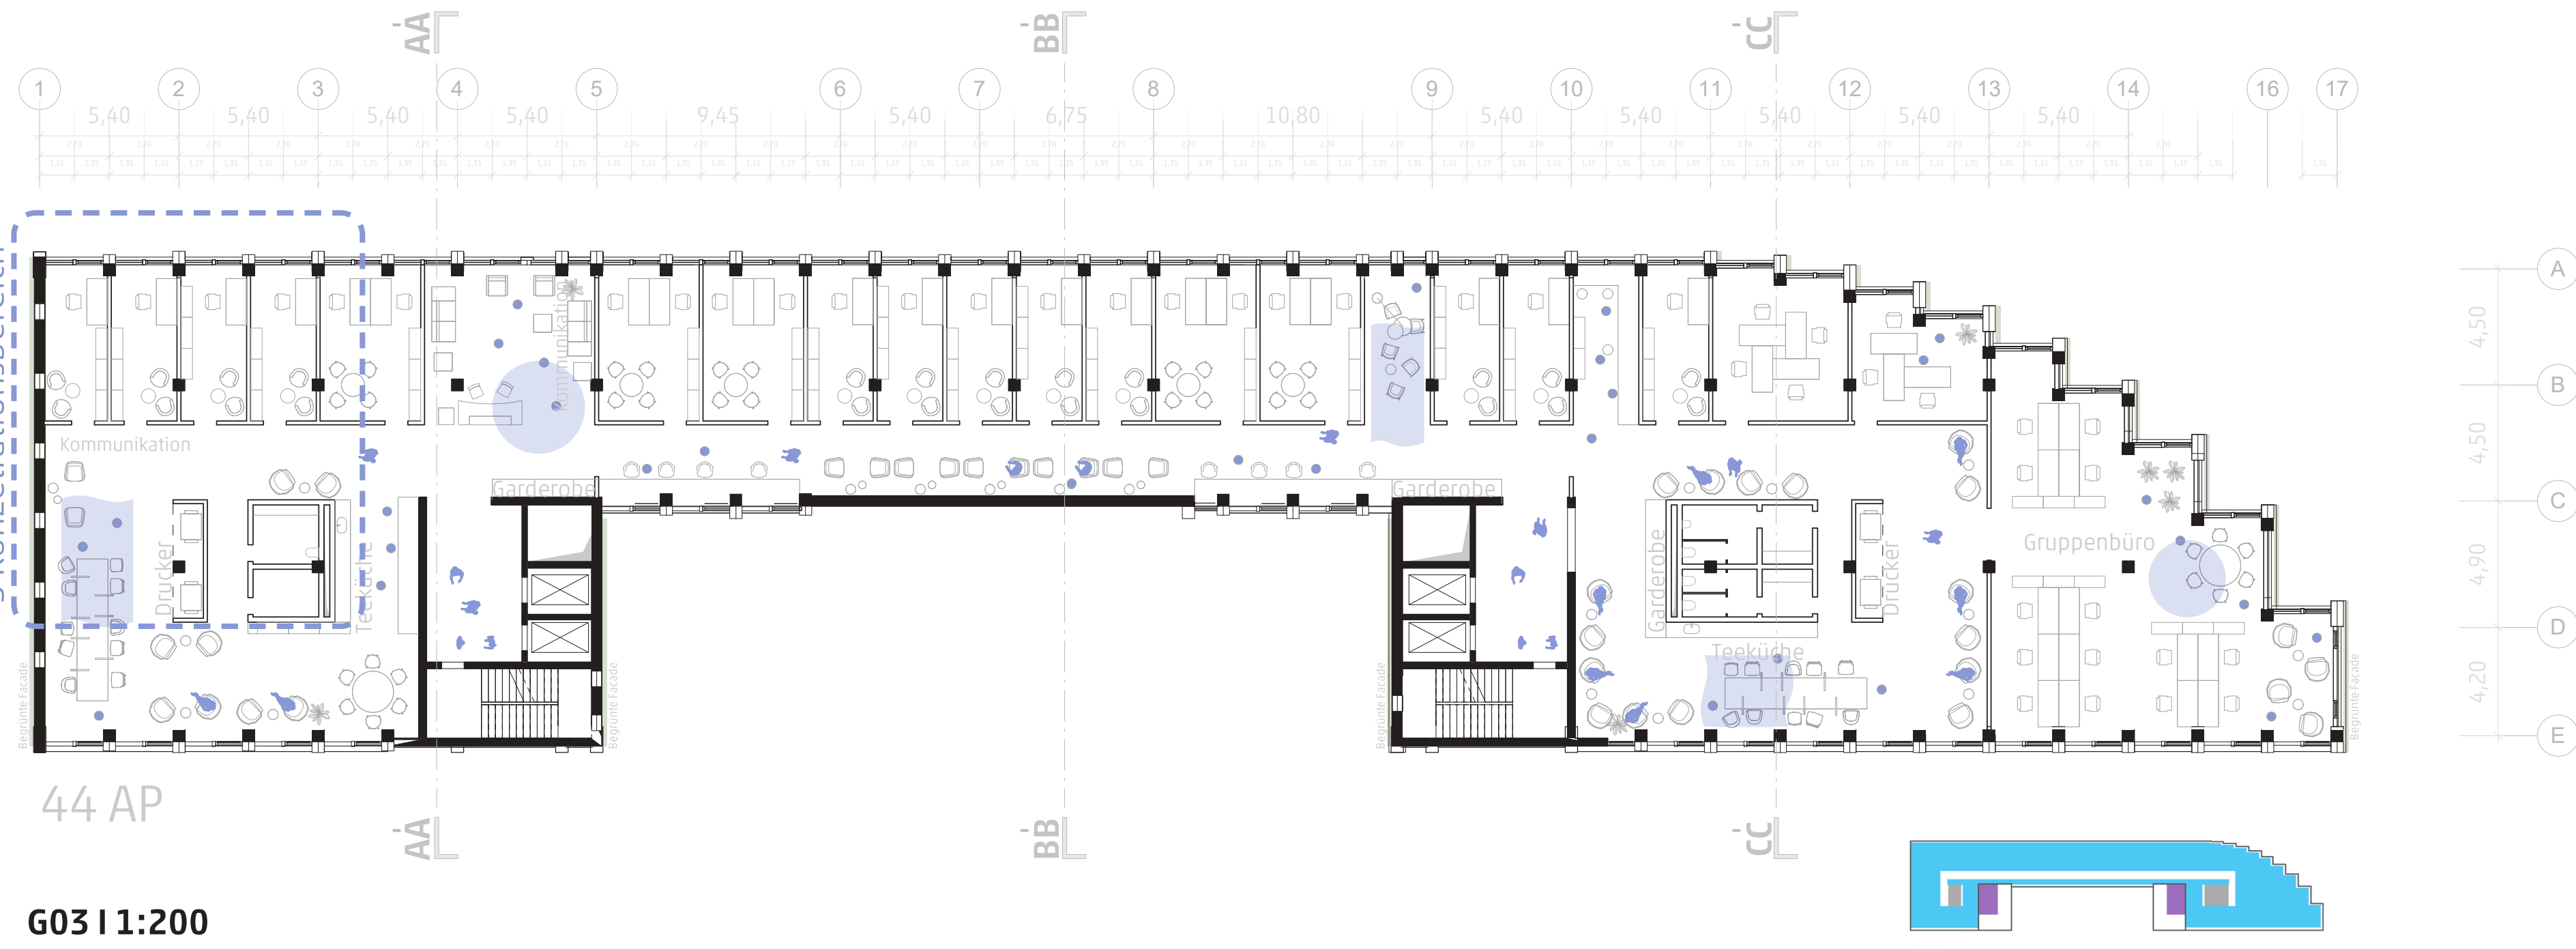 -AA
-BB
-CC
1 2 3 4 5 6 7 8 9 10 11 12 13 14 16 17
5,40 5,40 5,40 5,40 9,45 5,40 6,75 10,80 5,40 5,40 5,40 5,40 5,40
A
4,50
B
4,50
C
4,90
D
4,20
E
Kommunikation
Kommunikation
Garderobe
Garderobe
Drucker
Teeküche
Garderobe
Drucker
Gruppenbüro
Teeküche
Begrünte Facade
Begrünte Facade
Begrünte Facade
Begrünte Facade
44 AP
-AA
-BB
-CC
G03 I 1:200